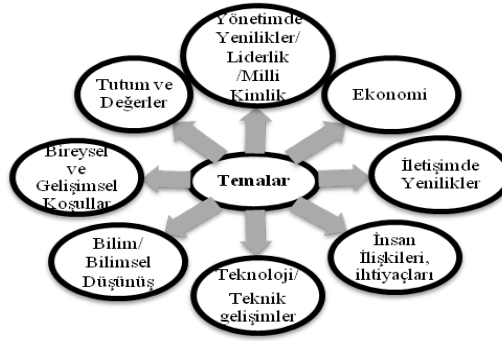 Yönetimde
Yenilikler/
Liderlik
/Milli
Kimlik
Tutum ve
Değerler
Ekonomi
Bireysel
ve
Gelişimsel
Koşullar
Temalar
İletişimde
Yenilikler
Bilim/
Bilimsel
Düşünüş
Teknoloji/
Teknik
gelişimler
İnsan
İlişkileri,
ihtiyaçları